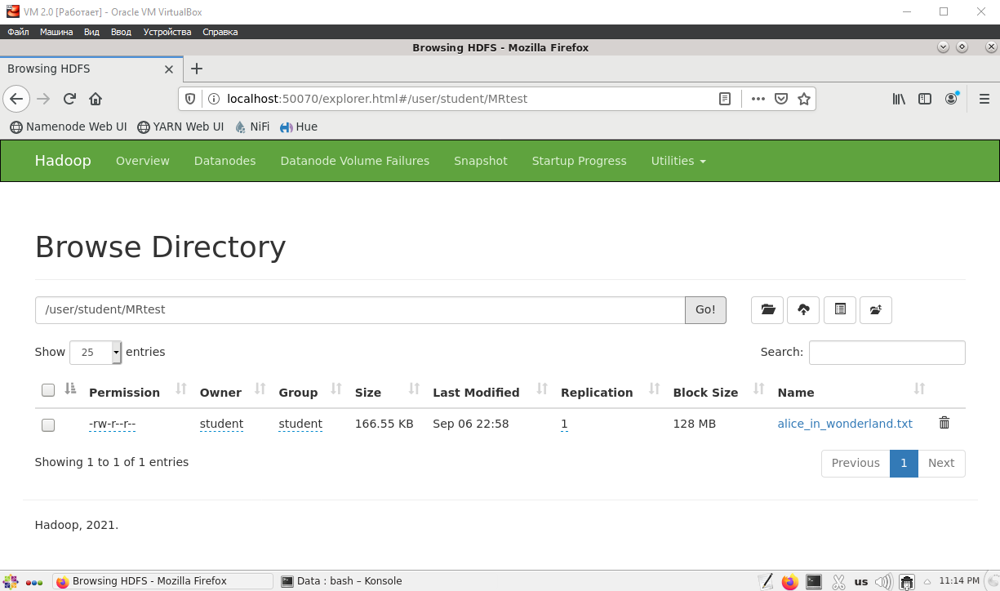 VM 2.0 [Работает] - Oracle VM VirtualBox
Файл Машина Вид Ввод Устройства Справка
Browsing HDFS - Mozilla Firefox
Browsing HDFS
localhost:50070/explorer.html#/user/student/MRtest
Namenode Web UI YARN Web UI NiFi Hue
Hadoop Overview Datanodes Datanode Volume Failures Snapshot Startup Progress Utilities
Browse Directory
/user/student/MRtest Go!
Show 25 entries Search:
Permission Owner Group Size Last Modified Replication Block Size Name
-rw-r--r-- student student 166.55 KB Sep 06 22:58 1 128 MB alice_in_wonderland.txt
Showing 1 to 1 of 1 entries Previous 1 Next
Hadoop, 2021.
Browsing HDFS - Mozilla Firefox Data : bash – Konsole us 11:14 PM